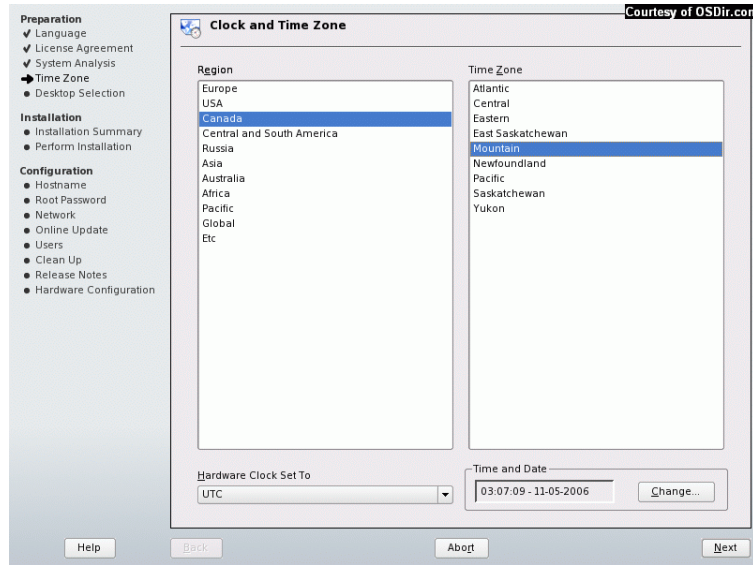 Courtesy of OSDir.com
Preparation
Language
License Agreement
System Analysis
Time Zone
Desktop Selection
Installation
Installation Summary
Perform Installation
Configuration
Hostname
Root Password
Network
Online Update
Users
Clean Up
Release Notes
Hardware Configuration
Clock and Time Zone
Region
Europe
USA
Canada
Central and South America
Russia
Asia
Australia
Africa
Pacific
Global
Etc
Time Zone
Atlantic
Central
Eastern
East Saskatchewan
Mountain
Newfoundland
Pacific
Saskatchewan
Yukon
Hardware Clock Set To
UTC
Time and Date
03:07:09 - 11-05-2006
Change...
Help
Back
Abort
Next